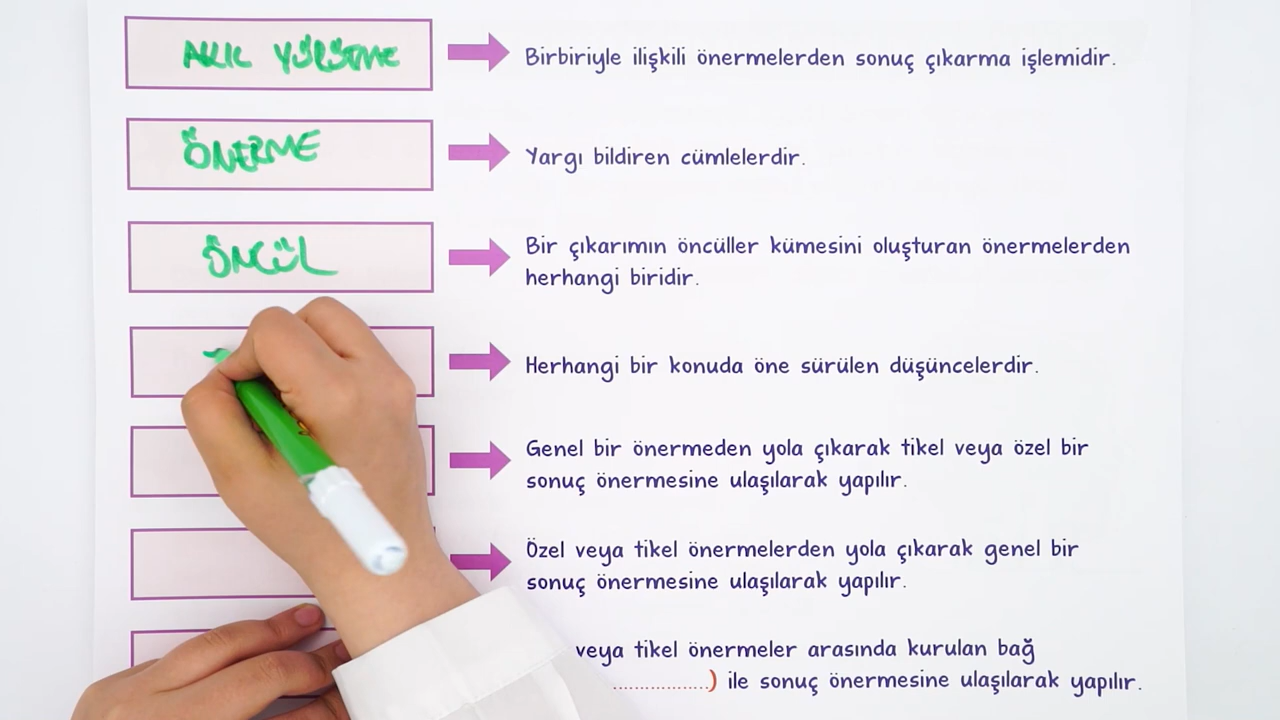 AKIL YÜRÜTME
Birbiriyle ilişkili önermelerden sonuç çıkarma işlemidir.
ÖNERME
Yargı bildiren cümlelerdir.
ÖNCÜL
Bir çıkarımın öncüller kümesini oluşturan önermelerden
herhangi biridir.
Herhangi bir konuda öne sürülen düşüncelerdir.
Genel bir önermeden yola çıkarak tikel veya özel bir
sonuç önermesine ulaşılarak yapılır.
Özel veya tikel önermelerden yola çıkarak genel bir
sonuç önermesine ulaşılarak yapılır.
veya tikel önermeler arasında kurulan bağ
................) ile sonuç önermesine ulaşılarak yapılır.